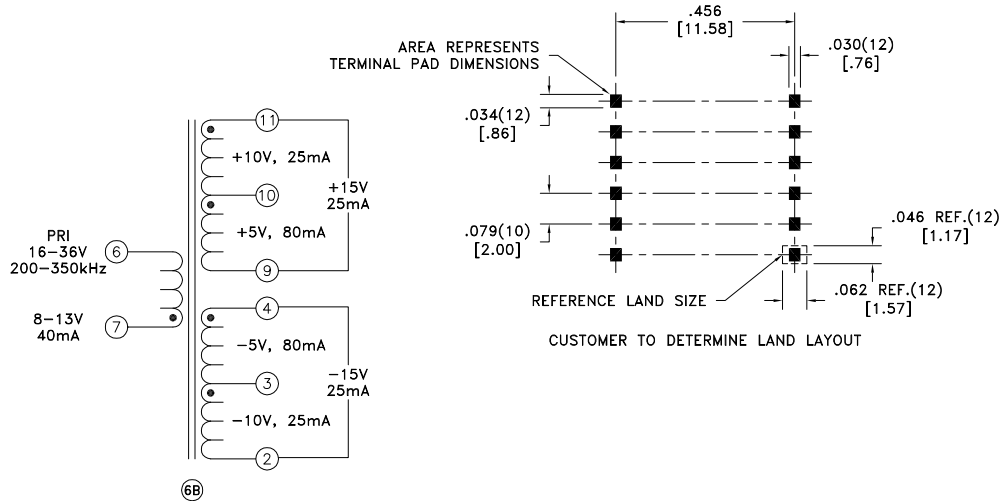 PRI
16–36V
200–350kHz
6
7
8–13V
40mA
11
+10V, 25mA
10
+15V
25mA
+5V, 80mA
9
4
–5V, 80mA
3
–15V
25mA
–10V, 25mA
2
6B
.456
[11.58]
AREA REPRESENTS
TERMINAL PAD DIMENSIONS
.030(12)
[.76]
.034(12)
[.86]
.079(10)
[2.00]
.046 REF.(12)
[1.17]
REFERENCE LAND SIZE
.062 REF.(12)
[1.57]
CUSTOMER TO DETERMINE LAND LAYOUT